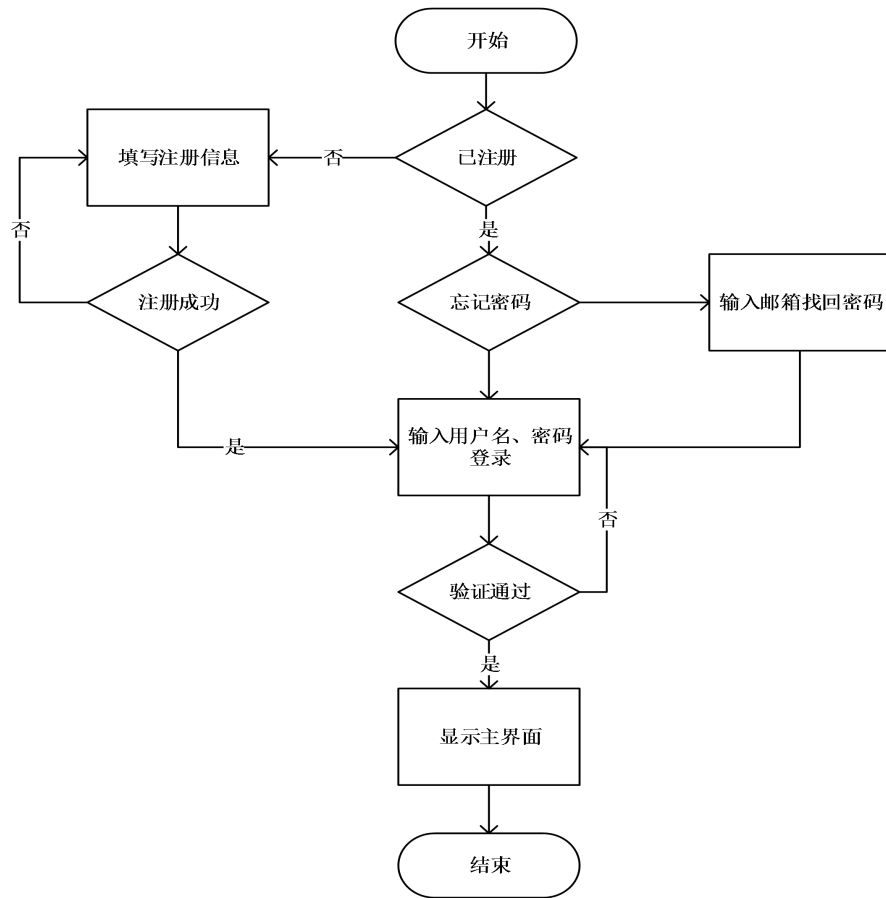 开始
填写注册信息
否
已注册
否
是
注册成功
忘记密码
输入邮箱找回密码
是
输入用户名、密码
登录
否
验证通过
是
显示主界面
结束